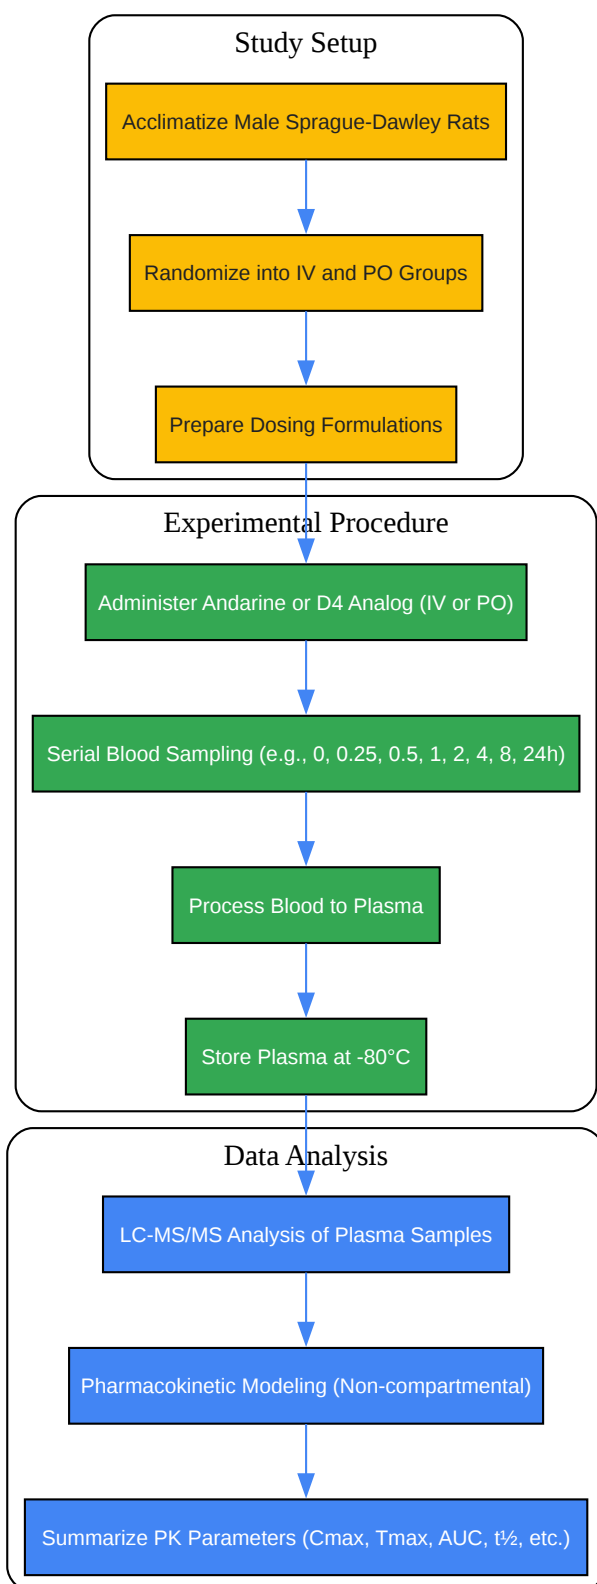 Study Setup
Acclimatize Male Sprague-Dawley Rats
Randomize into IV and PO Groups
Prepare Dosing Formulations
Experimental Procedure
Administer Andarine or D4 Analog (IV or PO)
Serial Blood Sampling (e.g., 0, 0.25, 0.5, 1, 2, 4, 8, 24h)
Process Blood to Plasma
Store Plasma at -80°C
Data Analysis
LC-MS/MS Analysis of Plasma Samples
Pharmacokinetic Modeling (Non-compartmental)
Summarize PK Parameters (Cmax, Tmax, AUC, t½, etc.)